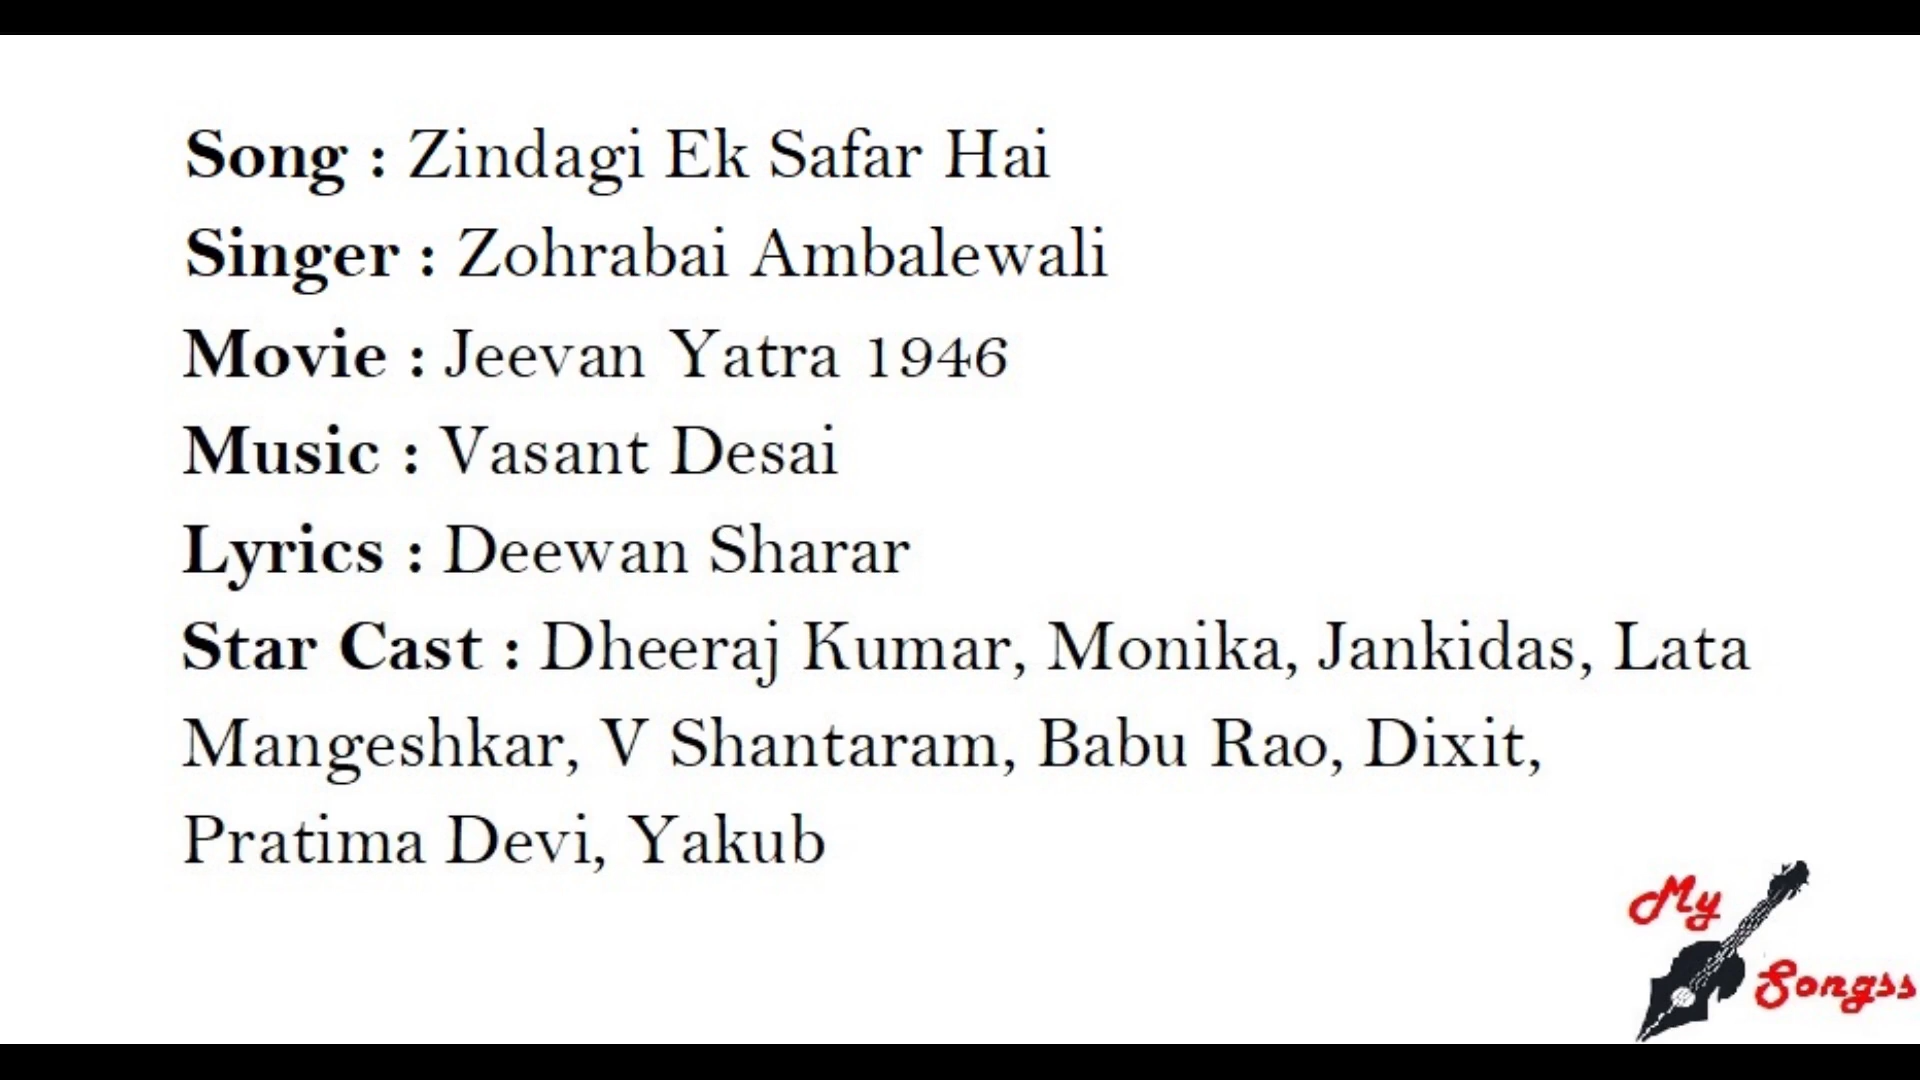 Song : Zindagi Ek Safar Hai
Singer : Zohrabai Ambalewali
Movie : Jeevan Yatra 1946
Music : Vasant Desai
Lyrics : Deewan Sharar
Star Cast : Dheeraj Kumar, Monika, Jankidas, Lata
Mangeshkar, V Shantaram, Babu Rao, Dixit,
Pratima Devi, Yakub
My
Songss